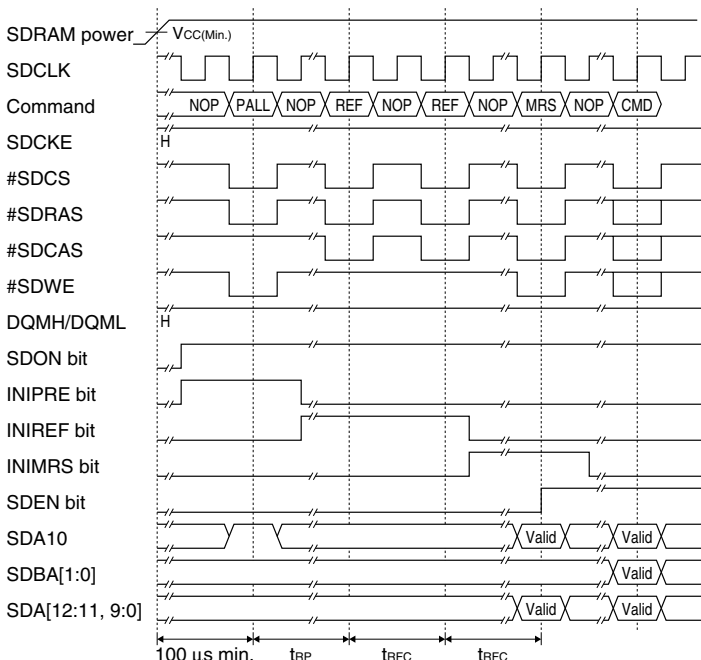 SDRAM power VCC(Min.)
SDCLK
Command NOP PALL NOP REF NOP REF NOP MRS NOP CMD
SDCKE H
#SDCS
#SDRAS
#SDCAS
#SDWE
DQMH/DQML H
SDON bit
INIPRE bit
INIREF bit
INIMRS bit
SDEN bit
SDA10 Valid Valid
SDBA[1:0] Valid
SDA[12:11, 9:0] Valid Valid
100 µs min. tRP tRFC tRFC